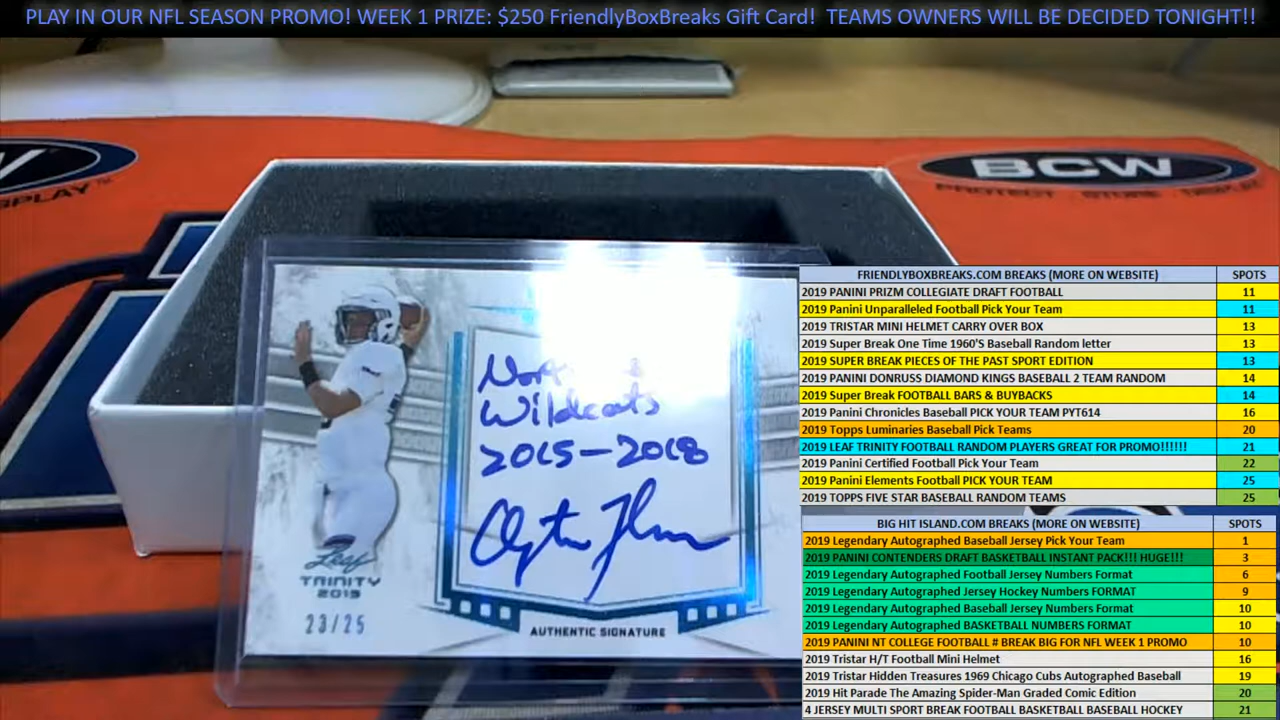 PLAY IN OUR NFL SEASON PROMO! WEEK 1 PRIZE: $250 FriendlyBoxBreaks Gift Card! TEAMS OWNERS WILL BE DECIDED TONIGHT!!
BCW
PROTECT · STORE ·
Wildcats
2015-2018
Leaf
TRINITY
2019
23/25
AUTHENTIC SIGNATURE
FRIENDLYBOXBREAKS.COM BREAKS (MORE ON WEBSITE) SPOTS
2019 PANINI PRIZM COLLEGIATE DRAFT FOOTBALL 11
2019 Panini Unparalleled Football Pick Your Team 11
2019 TRISTAR MINI HELMET CARRY OVER BOX 13
2019 Super Break One Time 1960'S Baseball Random letter 13
2019 SUPER BREAK PIECES OF THE PAST SPORT EDITION 13
2019 PANINI DONRUSS DIAMOND KINGS BASEBALL 2 TEAM RANDOM 14
2019 Super Break FOOTBALL BARS & BUYBACKS 14
2019 Panini Chronicles Baseball PICK YOUR TEAM PYT614 16
2019 Topps Luminaries Baseball Pick Teams 20
2019 LEAF TRINITY FOOTBALL RANDOM PLAYERS GREAT FOR PROMO!!!!!! 21
2019 Panini Certified Football Pick Your Team 22
2019 Panini Elements Football PICK YOUR TEAM 25
2019 TOPPS FIVE STAR BASEBALL RANDOM TEAMS 25
BIG HIT ISLAND.COM BREAKS (MORE ON WEBSITE) SPOTS
2019 Legendary Autographed Baseball Jersey Pick Your Team 1
2019 PANINI CONTENDERS DRAFT BASKETBALL INSTANT PACK!!! HUGE!!! 3
2019 Legendary Autographed Football Jersey Numbers Format 6
2019 Legendary Autographed Jersey Hockey Numbers FORMAT 9
2019 Legendary Autographed Baseball Jersey Numbers Format 10
2019 Legendary Autographed BASKETBALL NUMBERS FORMAT 10
2019 PANINI NT COLLEGE FOOTBALL # BREAK BIG FOR NFL WEEK 1 PROMO 10
2019 Tristar H/T Football Mini Helmet 16
2019 Tristar Hidden Treasures 1969 Chicago Cubs Autographed Baseball 19
2019 Hit Parade The Amazing Spider-Man Graded Comic Edition 20
4 JERSEY MULTI SPORT BREAK FOOTBALL BASKETBALL BASEBALL HOCKEY 21